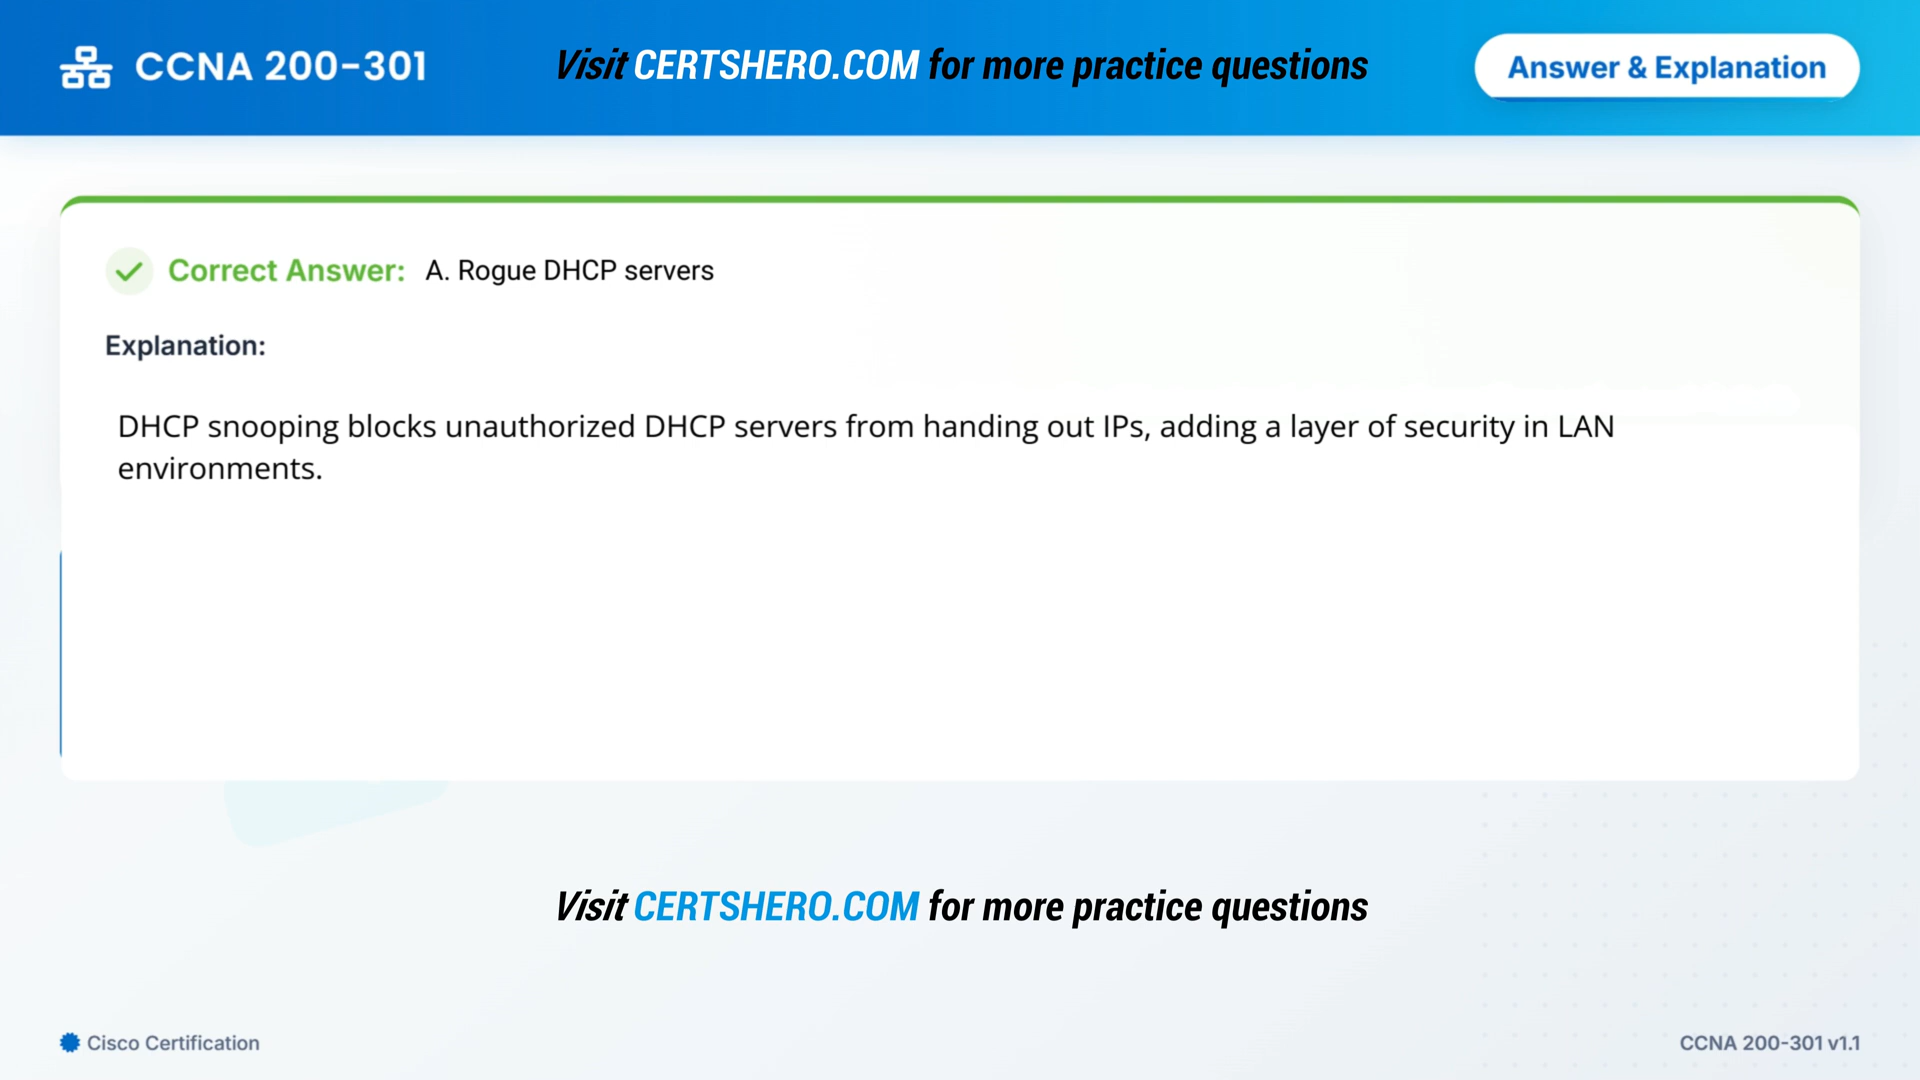 CCNA 200-301
Visit CERTSHERO.COM for more practice questions
Answer & Explanation
Correct Answer: A. Rogue DHCP servers
Explanation:
DHCP snooping blocks unauthorized DHCP servers from handing out IPs, adding a layer of security in LAN
environments.
Visit CERTSHERO.COM for more practice questions
Cisco Certification
CCNA 200-301 v1.1